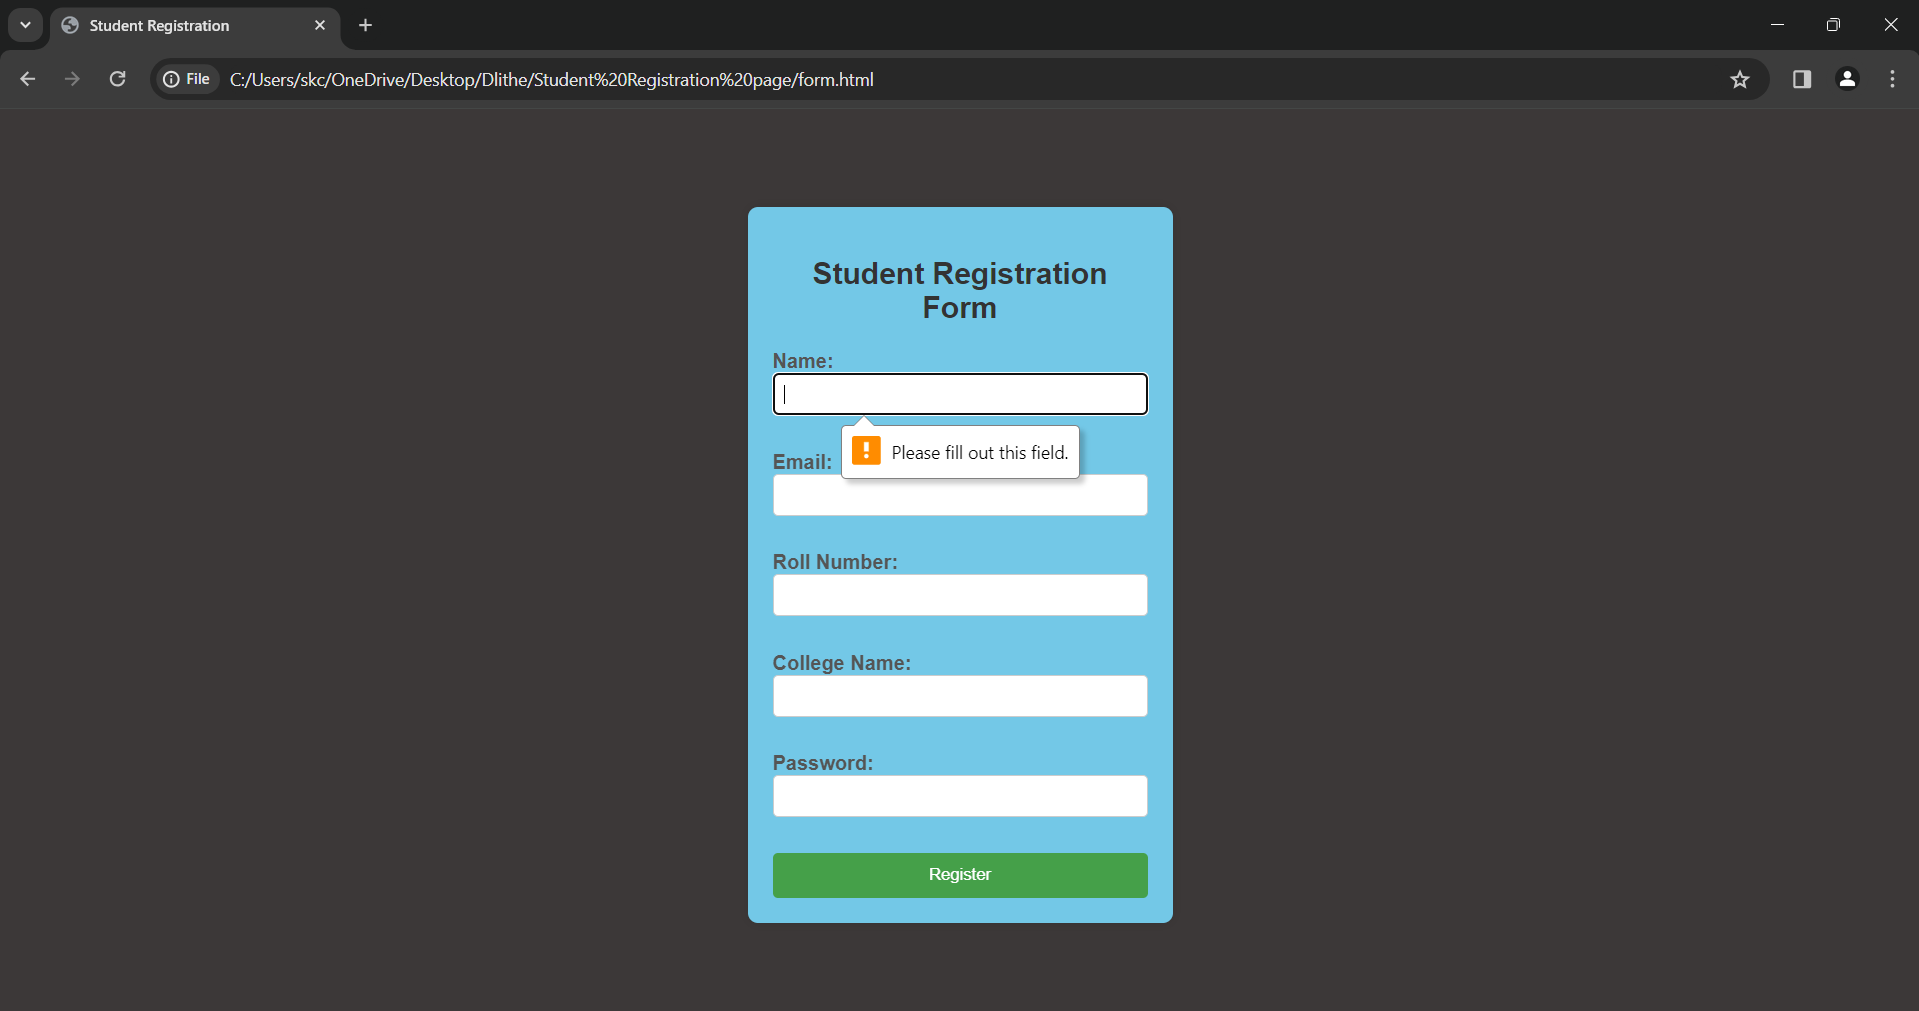 Student Registration
File C:/Users/skc/OneDrive/Desktop/Dlithe/Student%20Registration%20page/form.html
Student Registration
Form
Name:
Please fill out this field.
Email:
Roll Number:
College Name:
Password:
Register